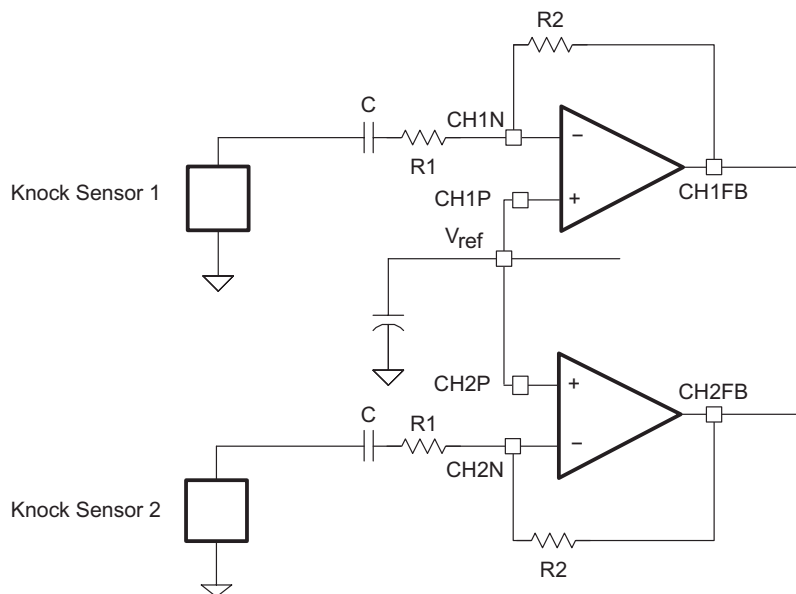 R2
C
CH1N
R1
Knock Sensor 1
−
+
CH1P
CH1FB
Vref
CH2P
+
CH2FB
C
R1
−
CH2N
Knock Sensor 2
R2